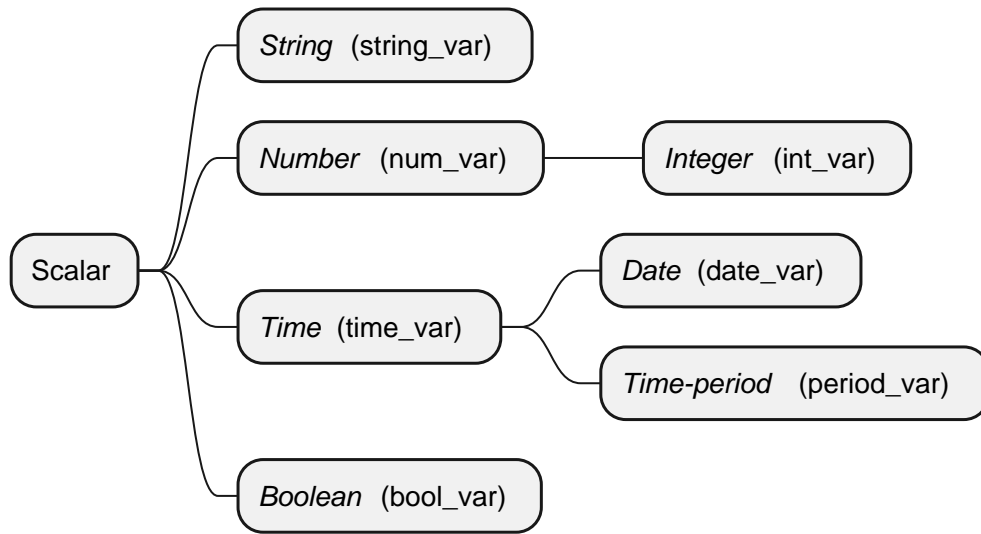 String (string_var)
Number (num_var)
Integer (int_var)
Scalar
Date (date_var)
Time (time_var)
Time-period (period_var)
Boolean (bool_var)